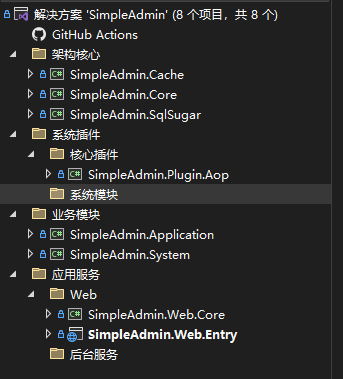 解决方案 'SimpleAdmin' (8 个项目，共 8 个)
GitHub Actions
架构核心
SimpleAdmin.Cache
SimpleAdmin.Core
SimpleAdmin.SqlSugar
系统插件
核心插件
SimpleAdmin.Plugin.Aop
系统模块
业务模块
SimpleAdmin.Application
SimpleAdmin.System
应用服务
Web
SimpleAdmin.Web.Core
SimpleAdmin.Web.Entry
后台服务